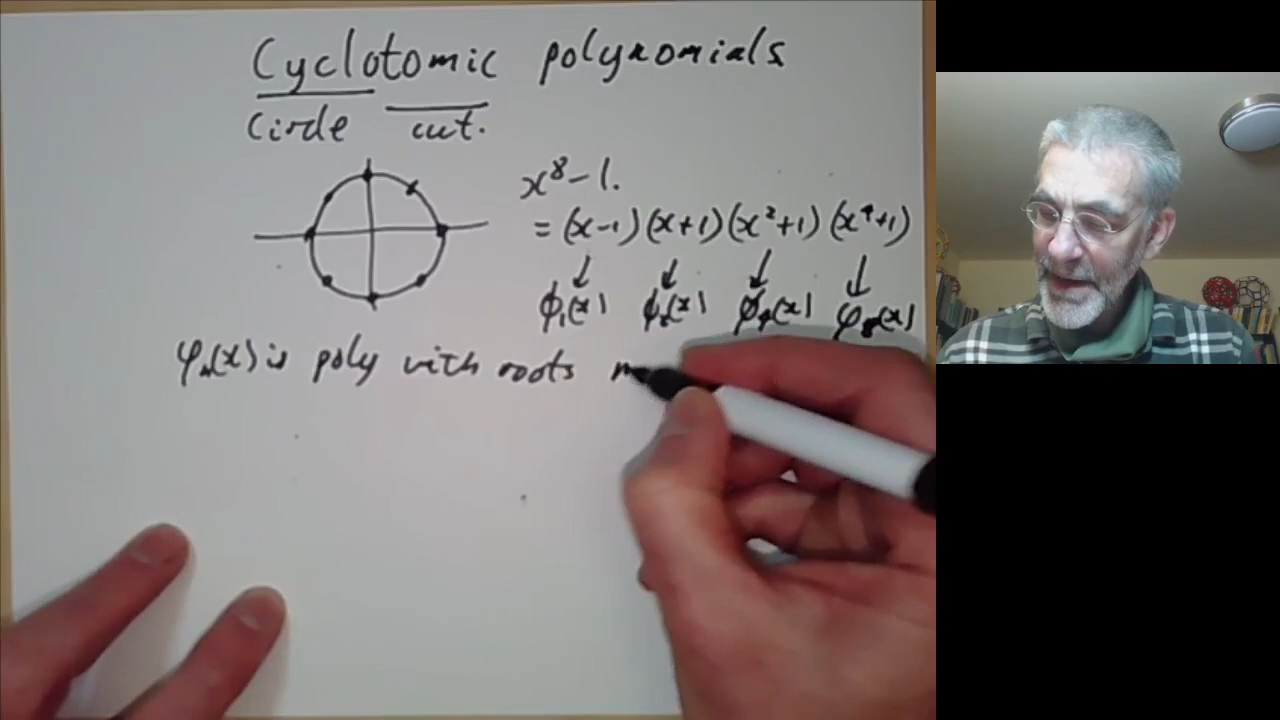 Cyclotomic polynomials
circle cut.
x⁸-1.
= (x-1)(x+1)(x²+1)(x⁴+1)
ϕ₁(x) ϕ₂(x) ϕ₄(x) φ₈(x)
φₙ(x) is poly with roots